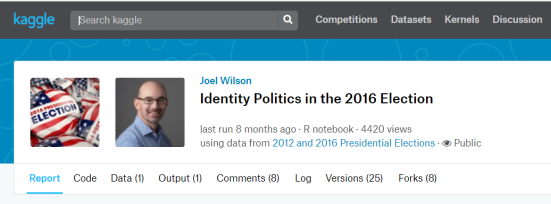 kaggle Search kaggle Competitions Datasets Kernels Discussion
Joel Wilson
Identity Politics in the 2016 Election
2016 PRESIDENTIAL
ELECTION
last run 8 months ago · R notebook · 4420 views
using data from 2012 and 2016 Presidential Elections · Public
Report Code Data (1) Output (1) Comments (8) Log Versions (25) Forks (8)